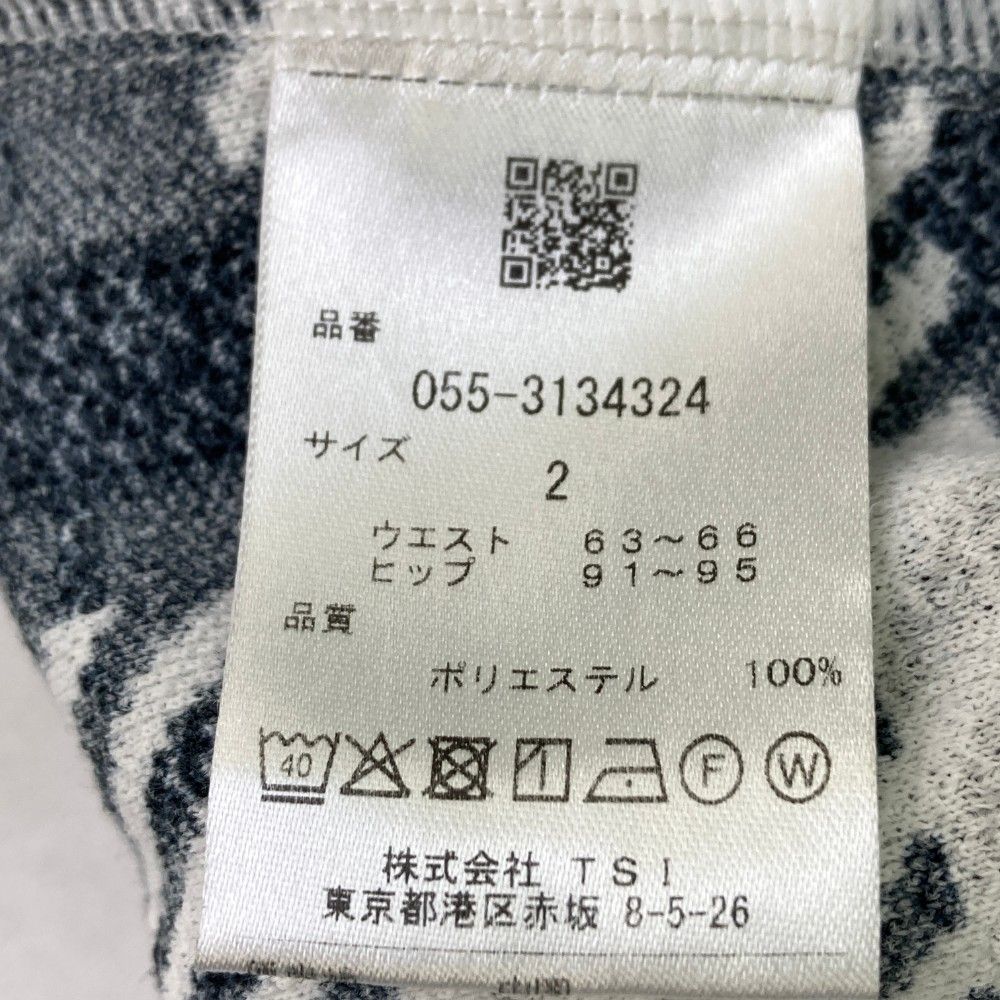 品番
055-3134324
サイズ
2
ウエスト 63～66
ヒップ 91～95
品質
ポリエステル 100%
40 F W
株式会社 TSI
東京都港区赤坂 8-5-26